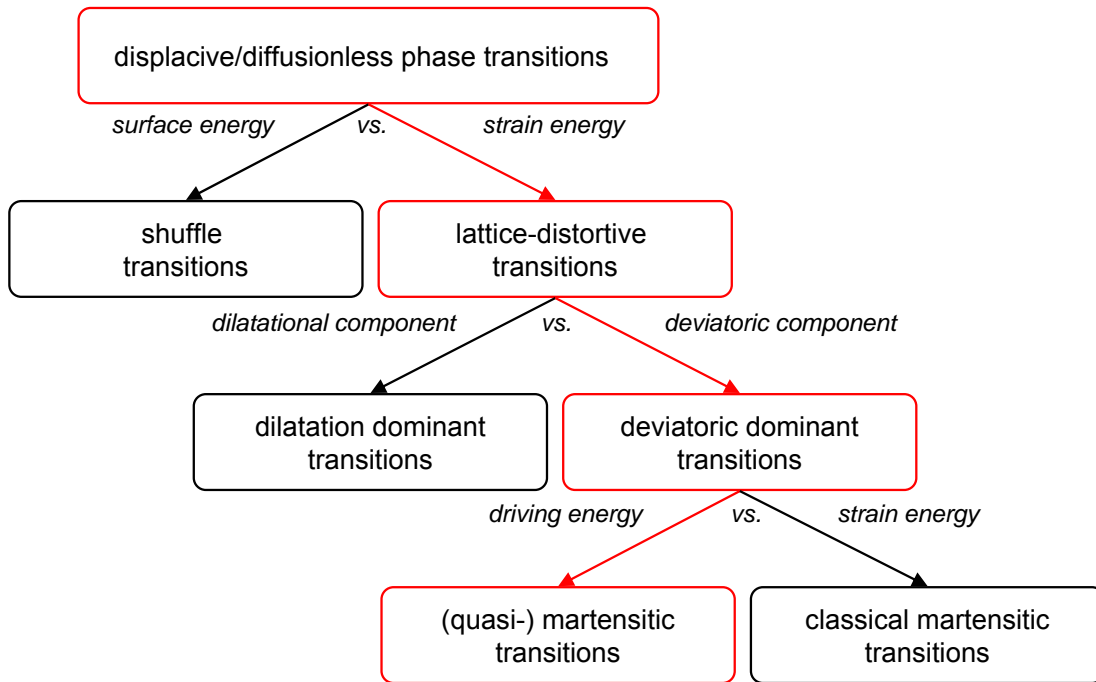 displacive/diffusionless phase transitions
surface energy vs. strain energy
shuffle
transitions
lattice-distortive
transitions
dilatational component vs. deviatoric component
dilatation dominant
transitions
deviatoric dominant
transitions
driving energy vs. strain energy
(quasi-) martensitic
transitions
classical martensitic
transitions